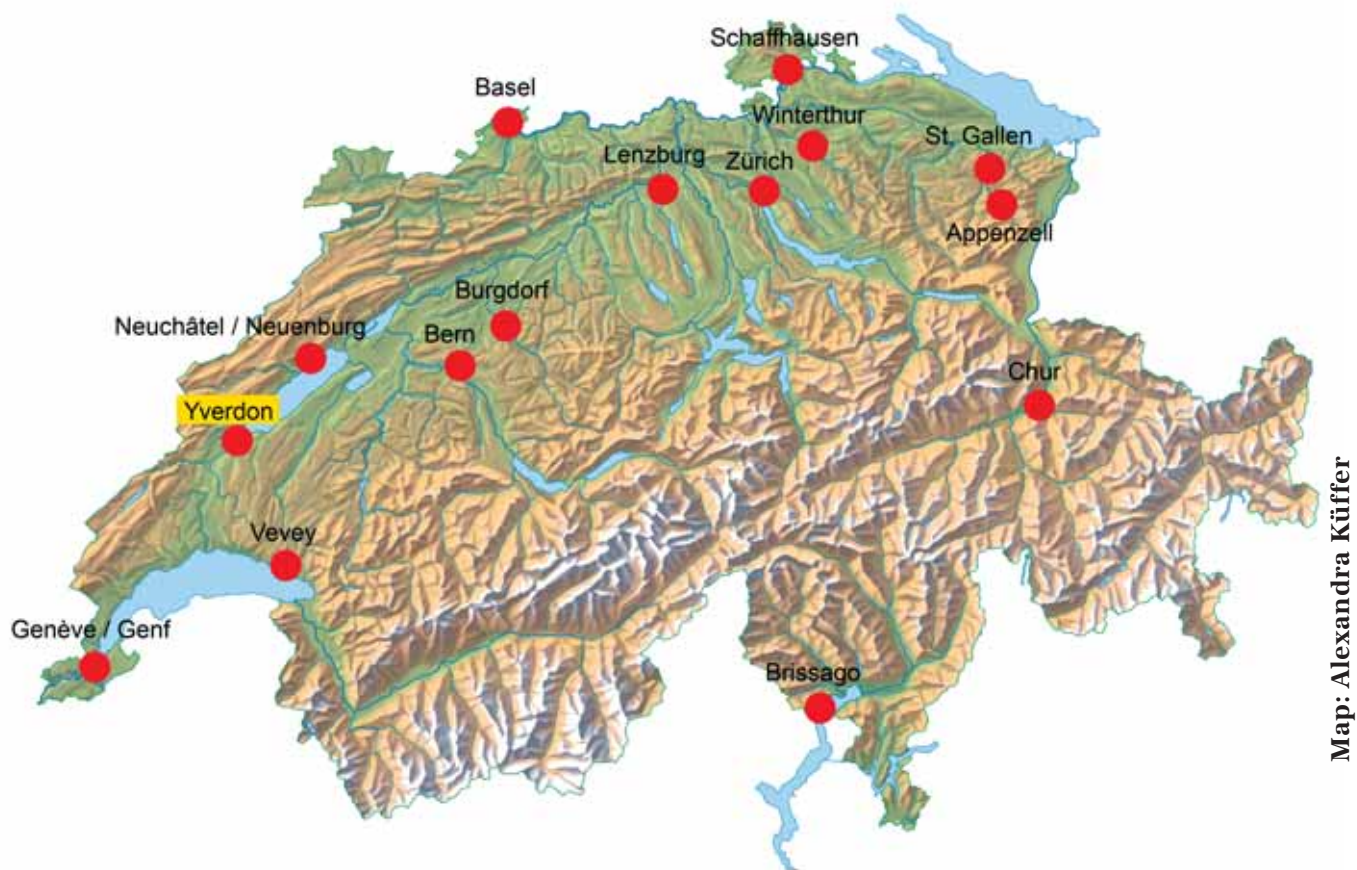 Schaffhausen
Basel
Winterthur
St. Gallen
Lenzburg
Zürich
Appenzell
Burgdorf
Neuchâtel / Neuenburg
Bern
Chur
Yverdon
Vevey
Genève / Genf
Brissago
Map: Alexandra Küffer